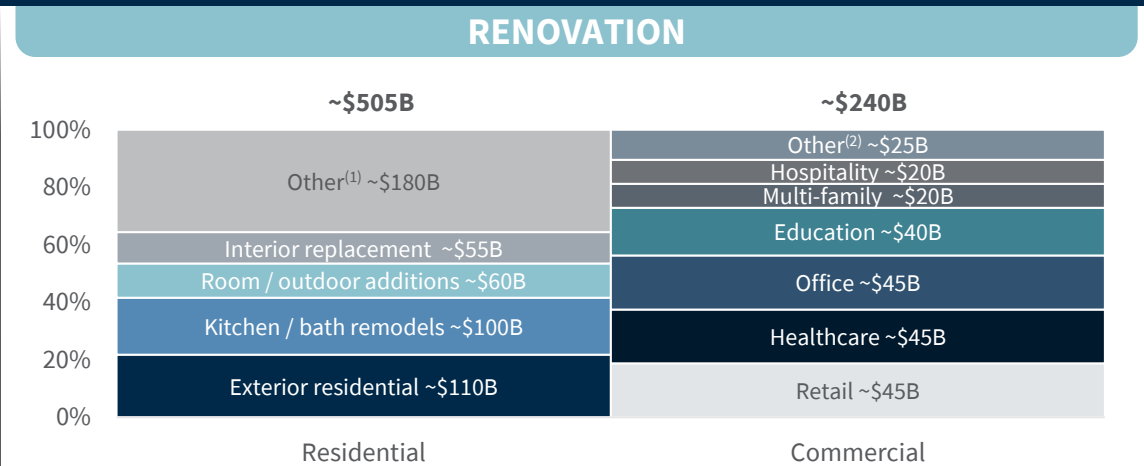 RENOVATION
~$505B ~$240B
100%
80%
60%
40%
20%
0%
Other(1) ~$180B
Interior replacement ~$55B
Room / outdoor additions ~$60B
Kitchen / bath remodels ~$100B
Exterior residential ~$110B
Other(2) ~$25B
Hospitality ~$20B
Multi-family ~$20B
Education ~$40B
Office ~$45B
Healthcare ~$45B
Retail ~$45B
Residential Commercial